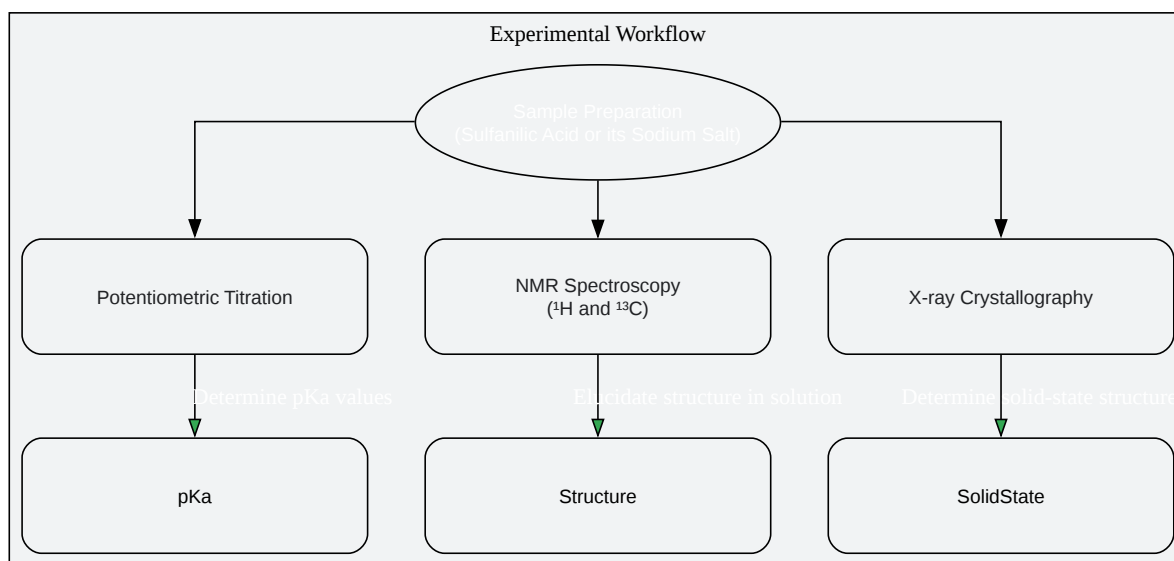 Experimental Workflow
Sample Preparation
(Sulfanilic Acid or its Sodium Salt)
Potentiometric Titration
NMR Spectroscopy
(¹H and ¹³C)
X-ray Crystallography
Determine pKa values
Elucidate structure in solution
Determine solid-state structure
pKa
Structure
SolidState